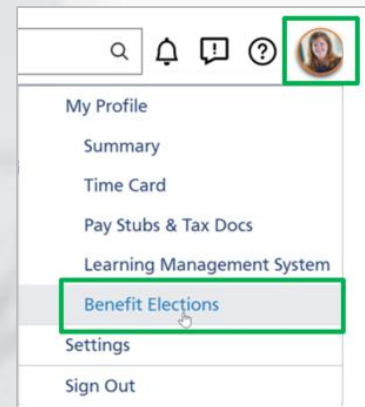 My Profile
Summary
Time Card
Pay Stubs & Tax Docs
Learning Management System
Benefit Elections
Settings
Sign Out